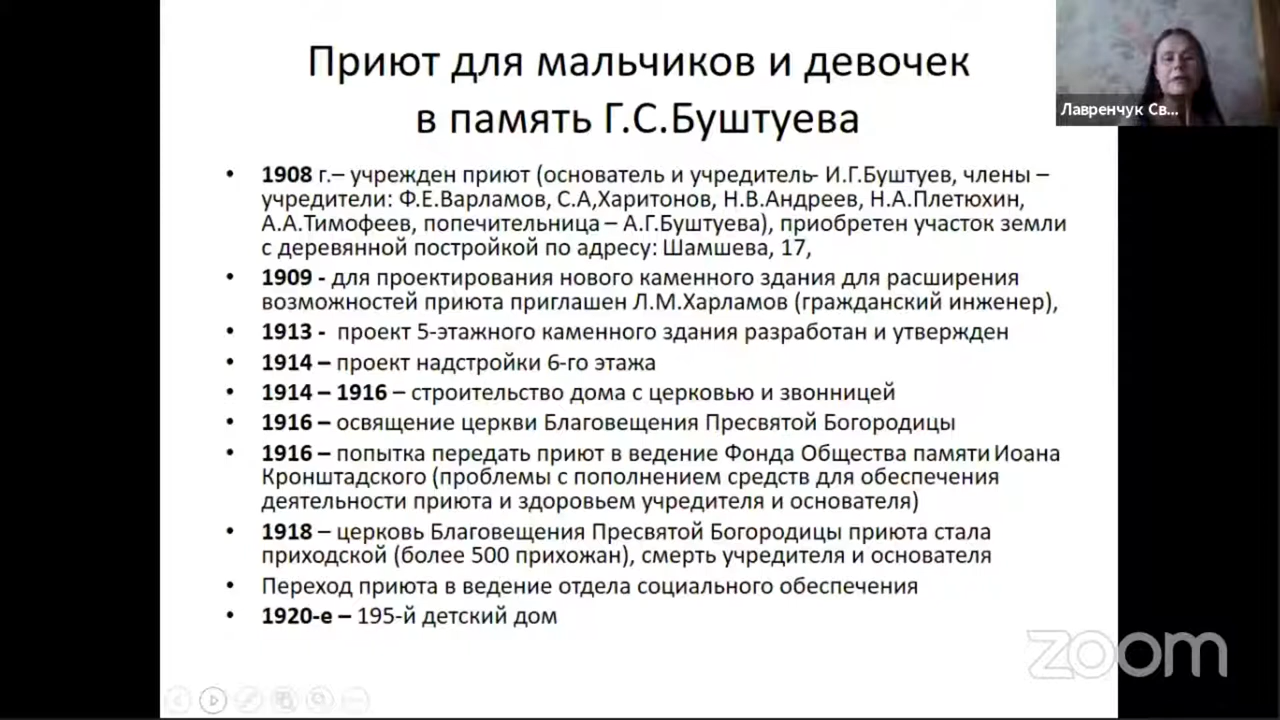 Приют для мальчиков и девочек
в память Г.С.Буштуева
Лавренчук Св...
• 1908 г.– учрежден приют (основатель и учредитель- И.Г.Буштуев, члены –
учредители: Ф.Е.Варламов, С.А,Харитонов, Н.В.Андреев, Н.А.Плетюхин,
А.А.Тимофеев, попечительница – А.Г.Буштуева), приобретен участок земли
с деревянной постройкой по адресу: Шамшева, 17,
• 1909 - для проектирования нового каменного здания для расширения
возможностей приюта приглашен Л.М.Харламов (гражданский инженер),
• 1913 - проект 5-этажного каменного здания разработан и утвержден
• 1914 – проект надстройки 6-го этажа
• 1914 – 1916 – строительство дома с церковью и звонницей
• 1916 – освящение церкви Благовещения Пресвятой Богородицы
• 1916 – попытка передать приют в ведение Фонда Общества памяти Иоана
Кронштадского (проблемы с пополнением средств для обеспечения
деятельности приюта и здоровьем учредителя и основателя)
• 1918 – церковь Благовещения Пресвятой Богородицы приюта стала
приходской (более 500 прихожан), смерть учредителя и основателя
• Переход приюта в ведение отдела социального обеспечения
• 1920-е – 195-й детский дом
zoom